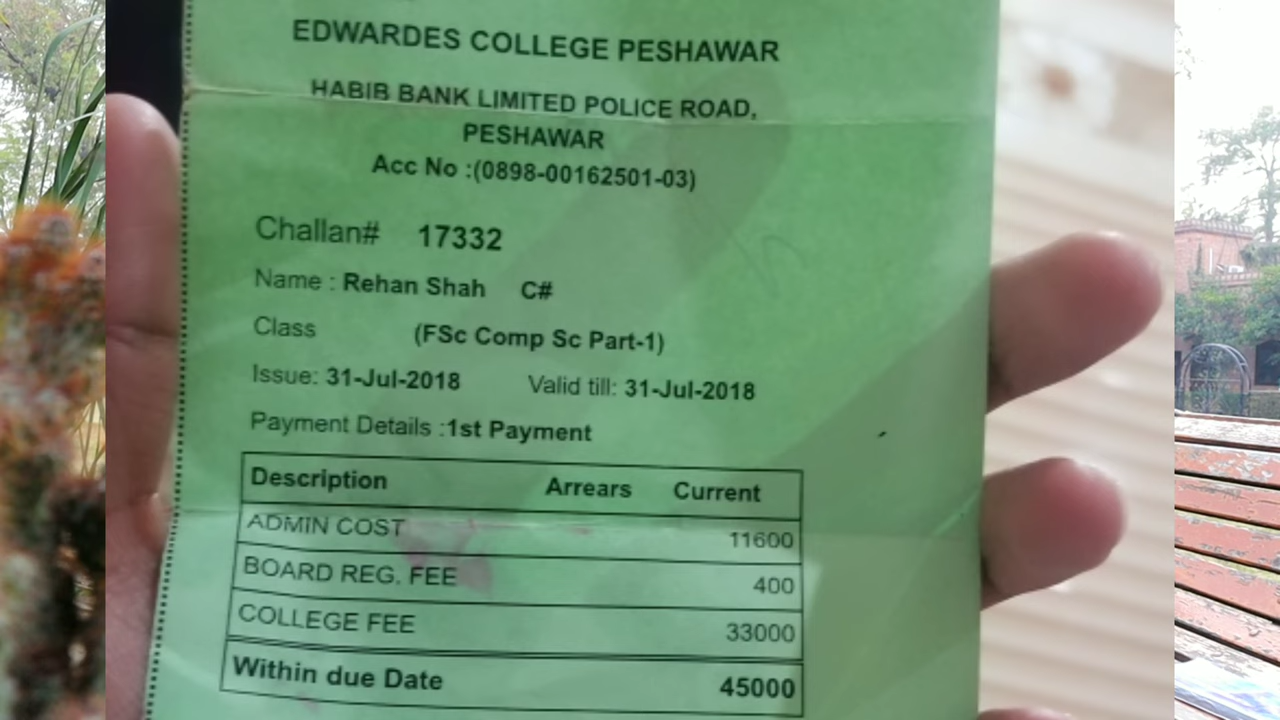 EDWARDES COLLEGE PESHAWAR
HABIB BANK LIMITED POLICE ROAD,
PESHAWAR
Acc No :(0898-00162501-03)
Challan# 17332
Name : Rehan Shah C#
Class (FSc Comp Sc Part-1)
Issue: 31-Jul-2018 Valid till: 31-Jul-2018
Payment Details :1st Payment
Description Arrears Current
ADMIN COST 11600
BOARD REG. FEE 400
COLLEGE FEE 33000
Within due Date 45000